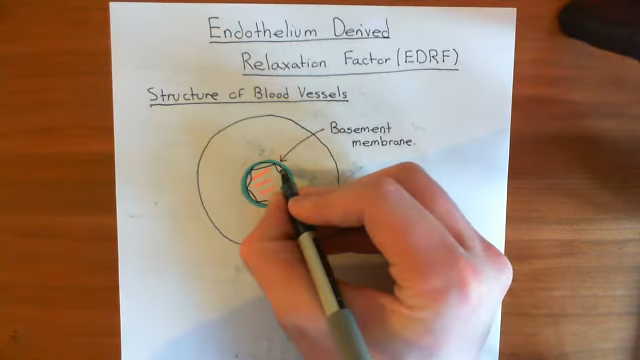 Endothelium Derived
Relaxation Factor (EDRF)
Structure of Blood Vessels
Basement
membrane.